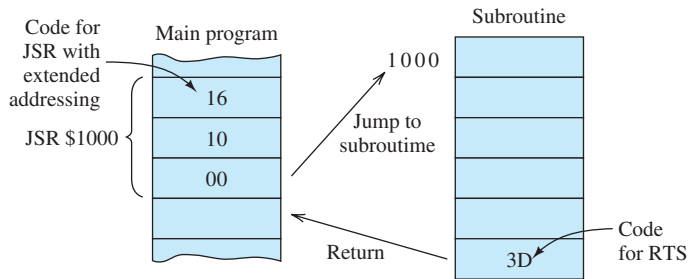 Code for
JSR with
extended
addressing
Main program
Subroutine
1000
16
JSR $1000
10
00
Jump to
subroutime
Return
3D
Code
for RTS